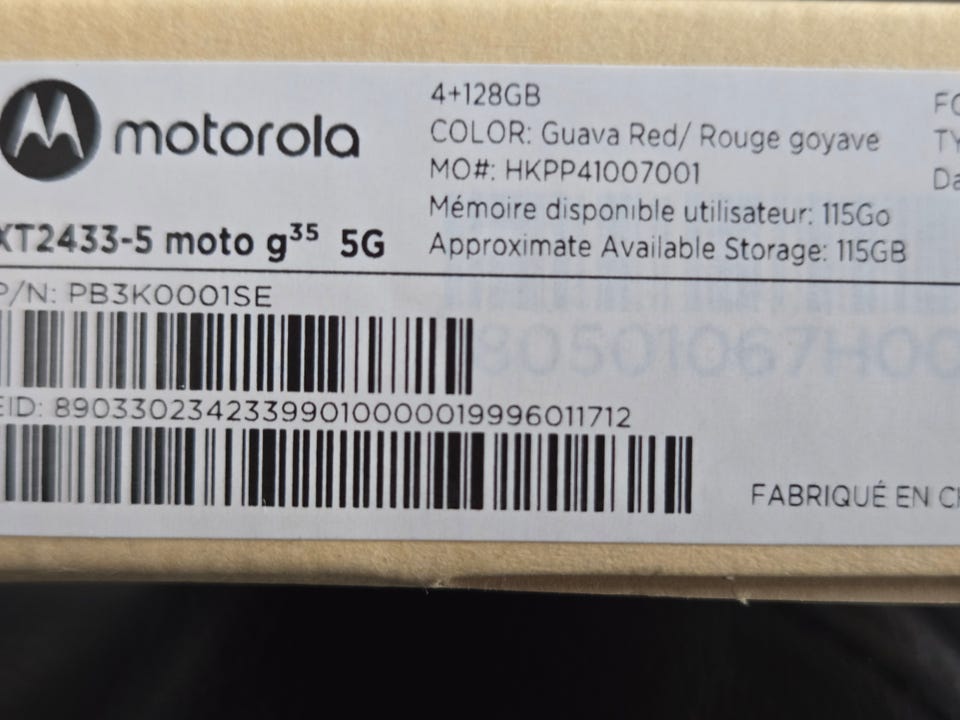 motorola
XT2433-5 moto g35 5G
4+128GB
COLOR: Guava Red/ Rouge goyave
MO#: HKPP41007001
Mémoire disponible utilisateur: 115Go
Approximate Available Storage: 115GB
P/N: PB3K0001SE
EID: 89033023423399010000019996011712
80501067H00
FABRIQUÉ EN